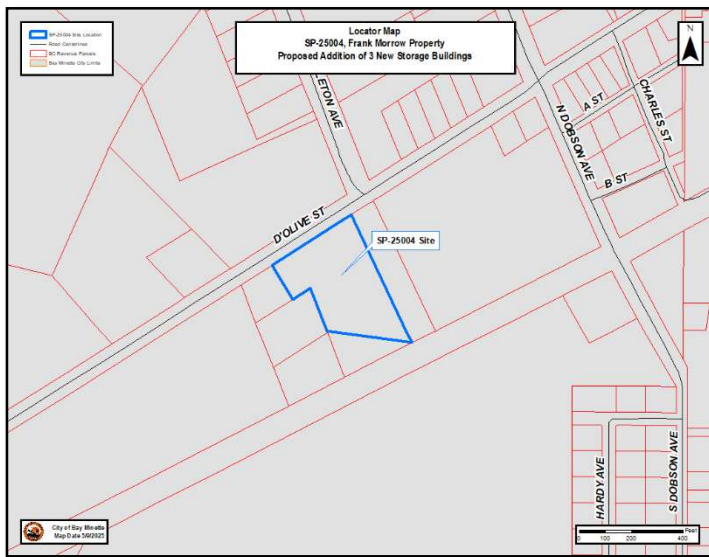 SP-25004 Site Location
Road Centerlines
BC Revenue Parcels
Bay Minette City Limits
Locator Map
SP-25004, Frank Morrow Property
Proposed Addition of 3 New Storage Buildings
N
LETON AVE
N DOBSON AVE
A ST
CHARLES ST
B ST
D'OLIVE ST
SP-25004 Site
HARDY AVE
S DOBSON AVE
City of Bay Minette
Map Date 5/9/2025
Feet
0 100 200 400